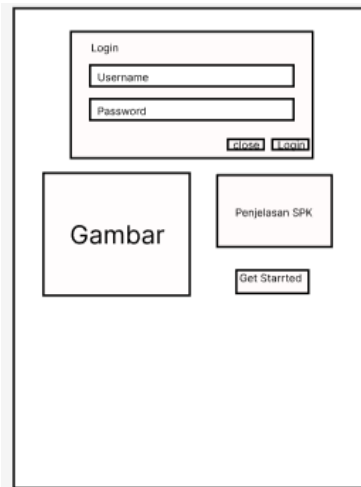 Login
Username
Password
close Login
Gambar
Penjelasan SPK
Get Starrted